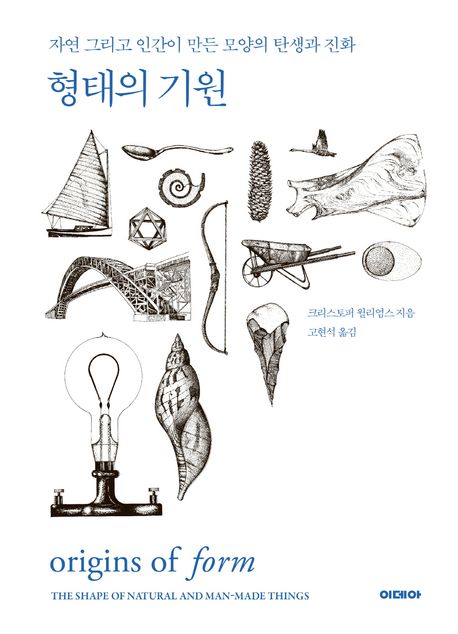 자연 그리고 인간이 만든 모양의 탄생과 진화
형태의 기원
크리스토퍼 윌리엄스 지음
고현석 옮김
origins of form
THE SHAPE OF NATURAL AND MAN-MADE THINGS
이데아